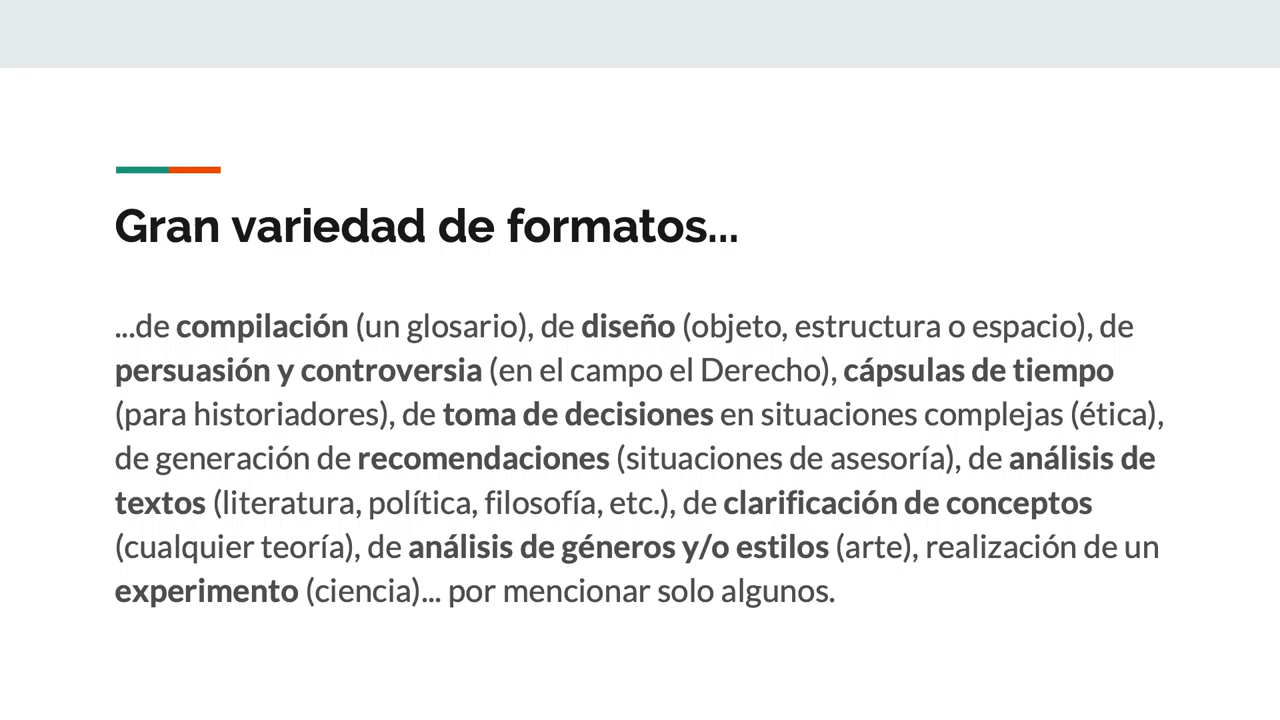 Gran variedad de formatos...
...de compilación (un glosario), de diseño (objeto, estructura o espacio), de
persuasión y controversia (en el campo el Derecho), cápsulas de tiempo
(para historiadores), de toma de decisiones en situaciones complejas (ética),
de generación de recomendaciones (situaciones de asesoría), de análisis de
textos (literatura, política, filosofía, etc.), de clarificación de conceptos
(cualquier teoría), de análisis de géneros y/o estilos (arte), realización de un
experimento (ciencia)... por mencionar solo algunos.